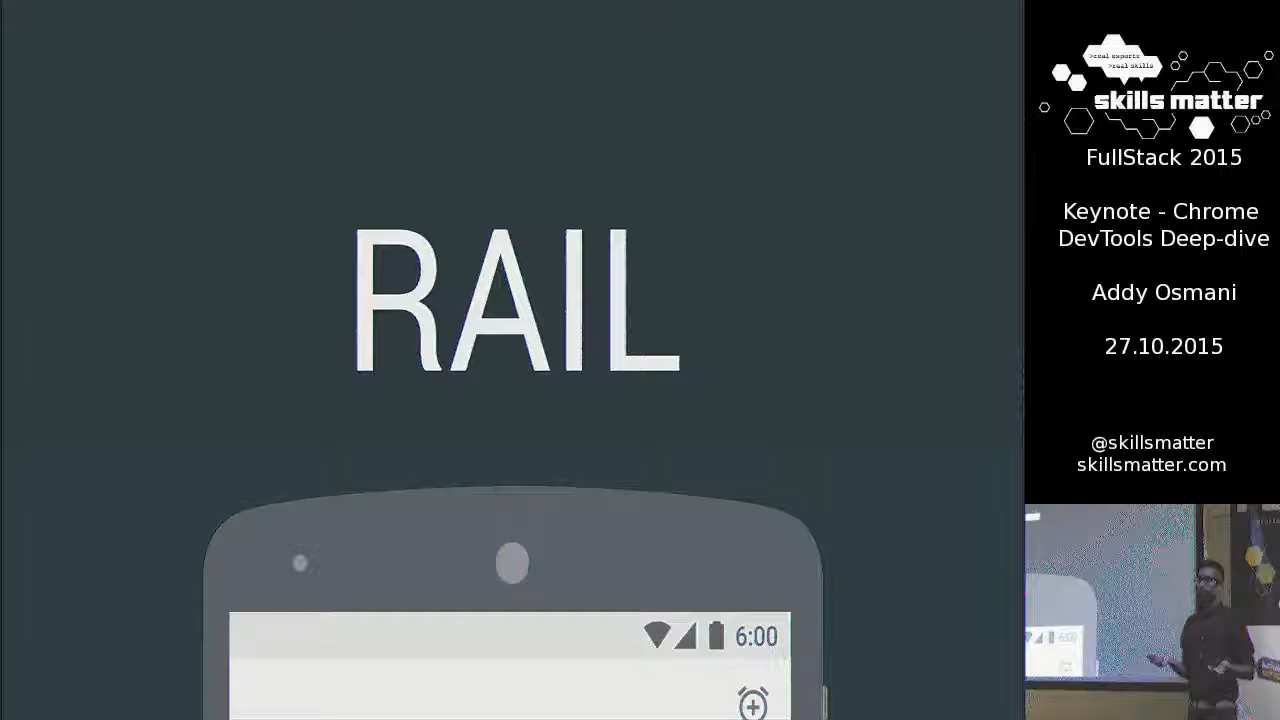 RAIL
6:00
>real experts
>real skills
skills matter
FullStack 2015
Keynote - Chrome
DevTools Deep-dive
Addy Osmani
27.10.2015
@skillsmatter
skillsmatter.com